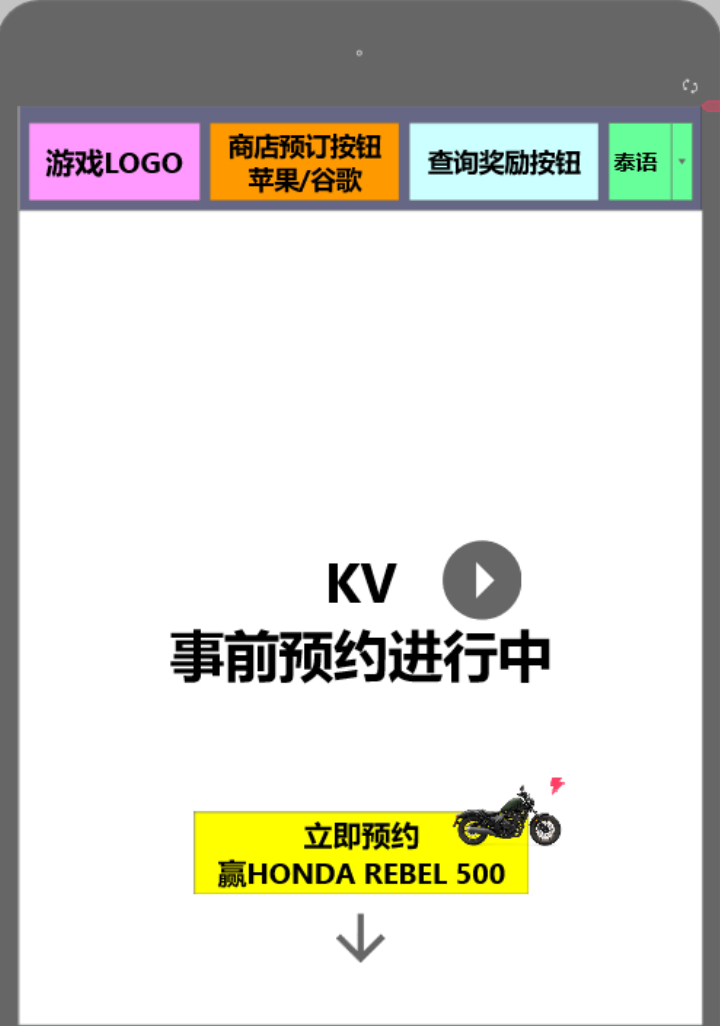 游戏LOGO
商店预订按钮
苹果/谷歌
查询奖励按钮
泰语
KV
事前预约进行中
立即预约
赢HONDA REBEL 500